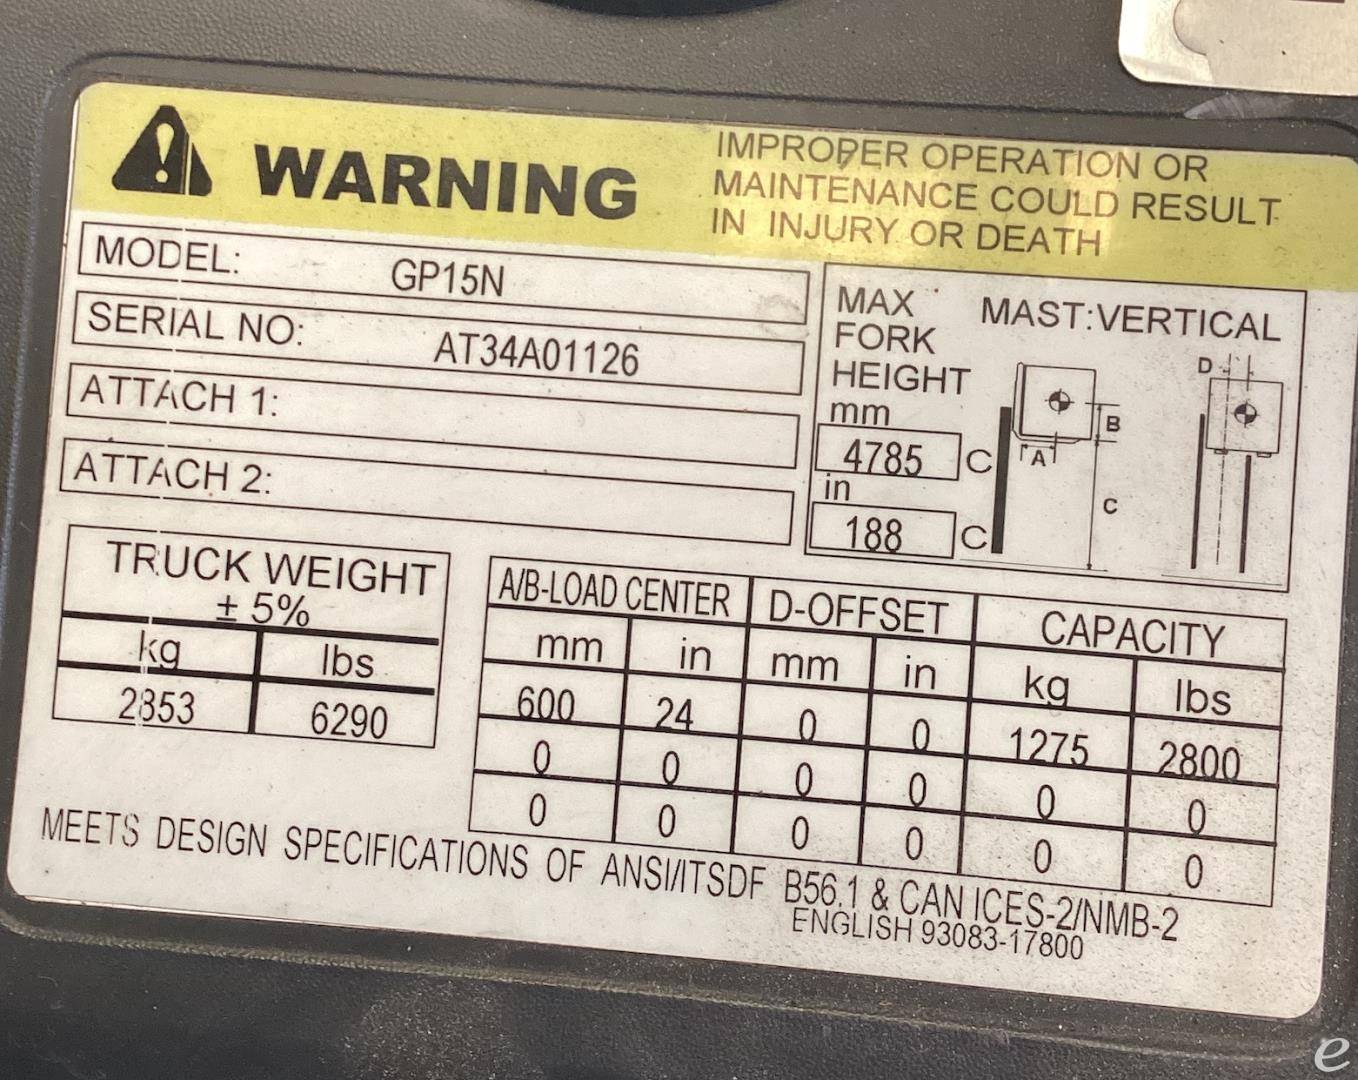 WARNING
IMPROPER OPERATION OR
MAINTENANCE COULD RESULT
IN INJURY OR DEATH
MODEL: GP15N
SERIAL NO: AT34A01126
ATTACH 1:
ATTACH 2:
MAX
FORK
HEIGHT
mm
4785 C
in
188 C
MAST:VERTICAL
D
B
A
C
TRUCK WEIGHT
± 5%
kg lbs
2853 6290
A/B-LOAD CENTER D-OFFSET CAPACITY
mm in mm in kg lbs
600 24 0 0 1275 2800
0 0 0 0 0 0
0 0 0 0 0 0
MEETS DESIGN SPECIFICATIONS OF ANSI/ITSDF B56.1 & CAN ICES-2/NMB-2
ENGLISH 93083-17800
e